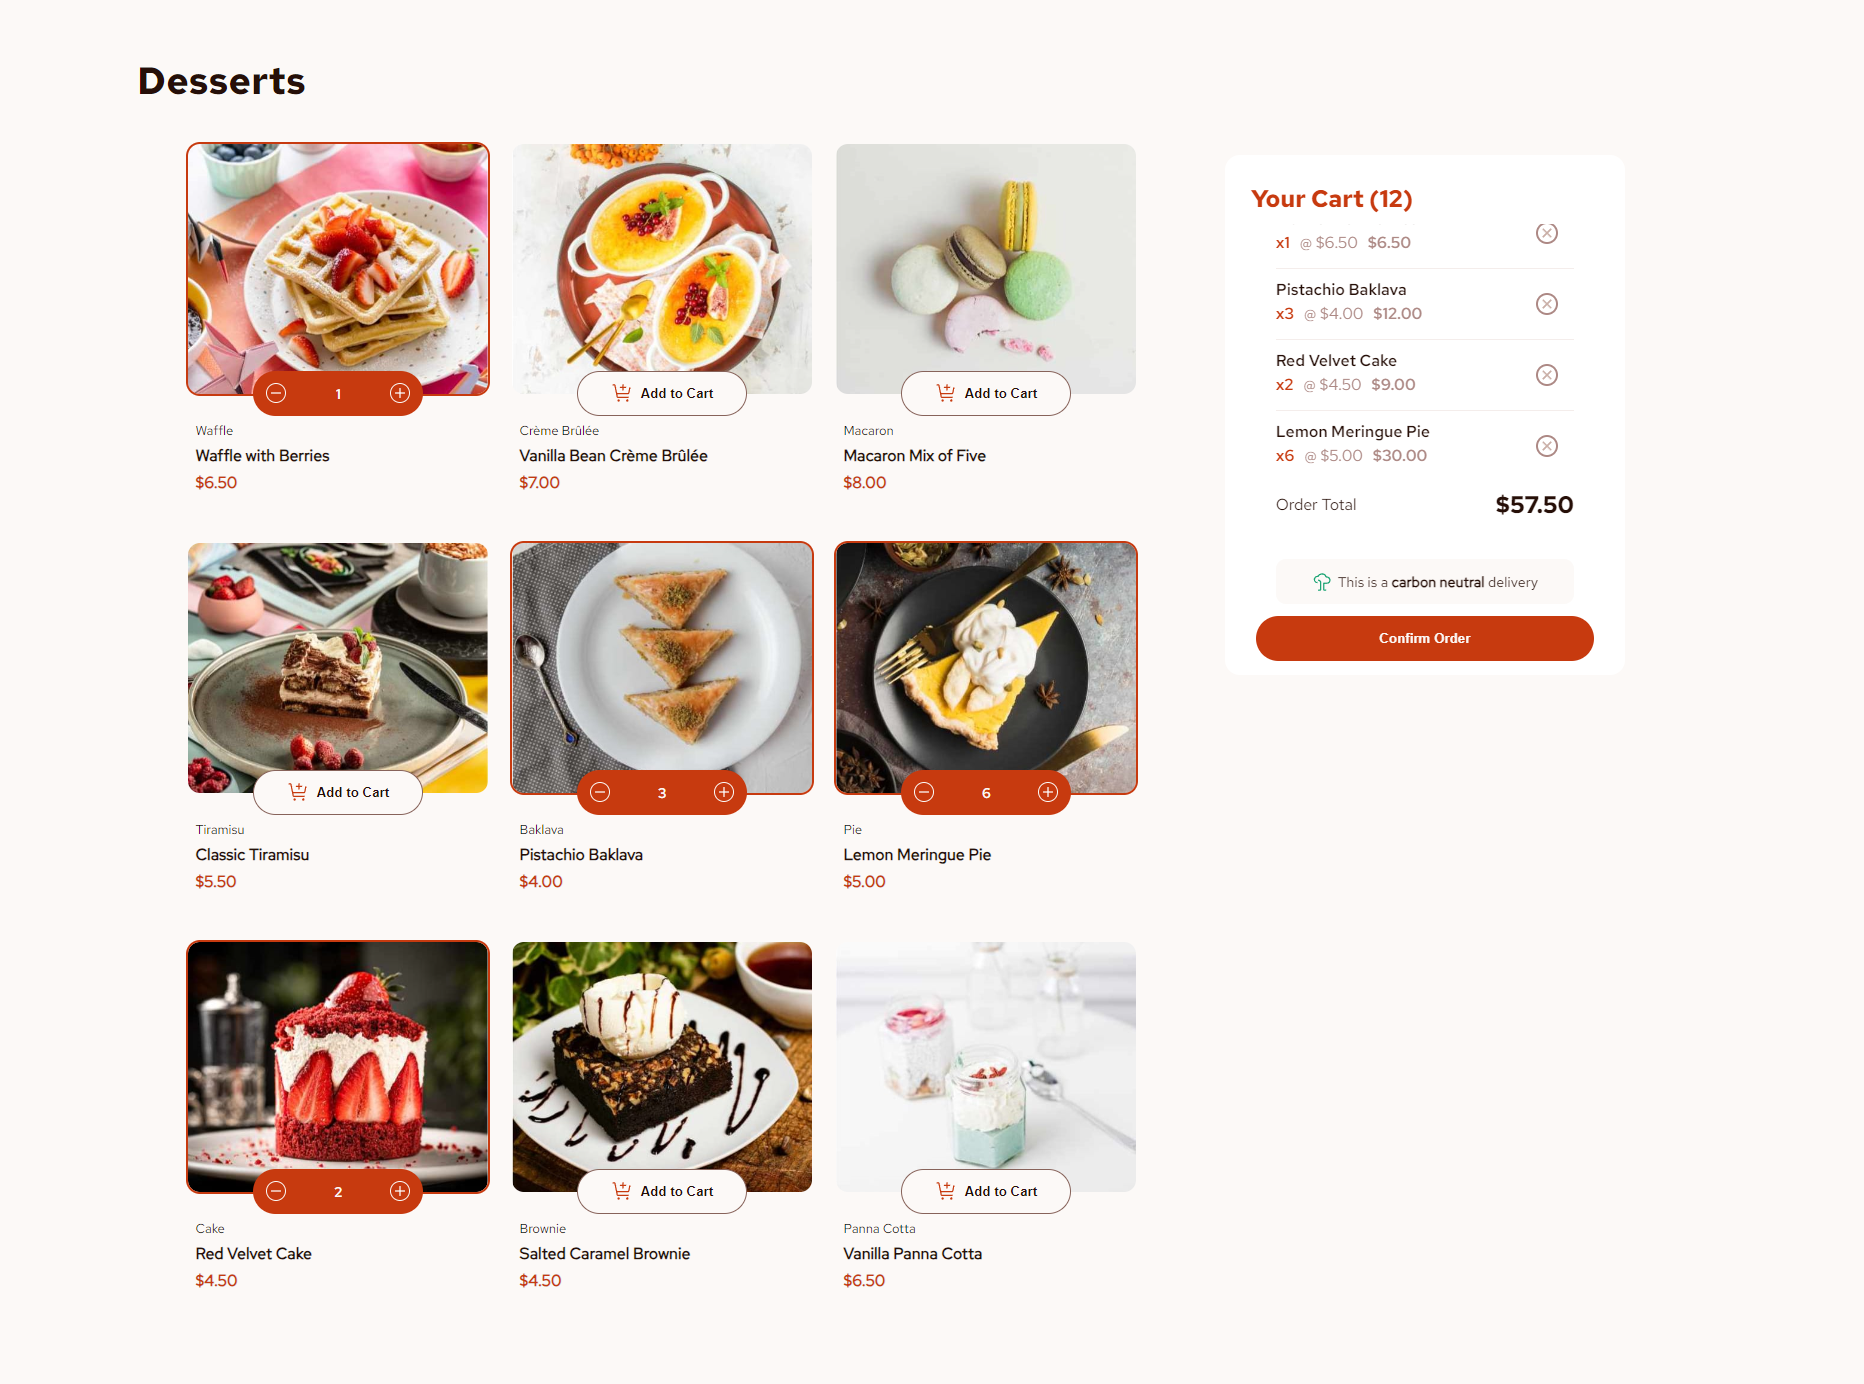 Desserts
1
Waffle
Waffle with Berries
$6.50
Add to Cart
Crème Brûlée
Vanilla Bean Crème Brûlée
$7.00
Add to Cart
Macaron
Macaron Mix of Five
$8.00
Add to Cart
Tiramisu
Classic Tiramisu
$5.50
3
Baklava
Pistachio Baklava
$4.00
6
Pie
Lemon Meringue Pie
$5.00
2
Cake
Red Velvet Cake
$4.50
Add to Cart
Brownie
Salted Caramel Brownie
$4.50
Add to Cart
Panna Cotta
Vanilla Panna Cotta
$6.50
Your Cart (12)
x1 @ $6.50 $6.50
Pistachio Baklava
x3 @ $4.00 $12.00
Red Velvet Cake
x2 @ $4.50 $9.00
Lemon Meringue Pie
x6 @ $5.00 $30.00
Order Total $57.50
This is a carbon neutral delivery
Confirm Order